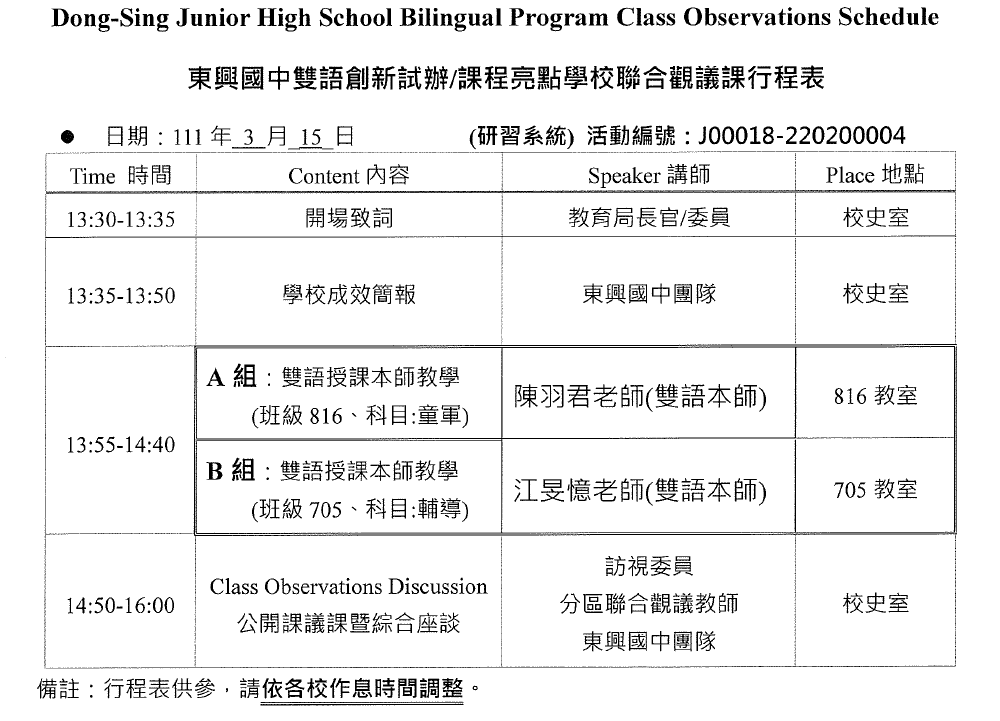 Dong-Sing Junior High School Bilingual Program Class Observations Schedule
東興國中雙語創新試辦/課程亮點學校聯合觀議課行程表
● 日期：111 年 3 月 15 日 (研習系統) 活動編號：J00018-220200004
Time 時間 Content 內容 Speaker 講師 Place 地點
13:30-13:35 開場致詞 教育局長官/委員 校史室
13:35-13:50 學校成效簡報 東興國中團隊 校史室
13:55-14:40
A 組：雙語授課本師教學
(班級 816、科目:童軍)
陳羽君老師(雙語本師)
816 教室
B 組：雙語授課本師教學
(班級 705、科目:輔導)
江旻憶老師(雙語本師)
705 教室
14:50-16:00
Class Observations Discussion
公開課議課暨綜合座談
訪視委員
分區聯合觀議教師
東興國中團隊
校史室
備註：行程表供參，請依各校作息時間調整。